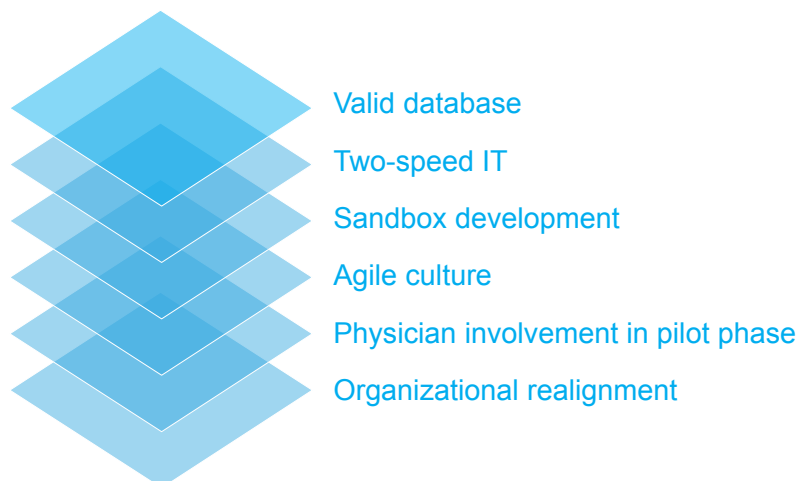 Valid database
Two-speed IT
Sandbox development
Agile culture
Physician involvement in pilot phase
Organizational realignment